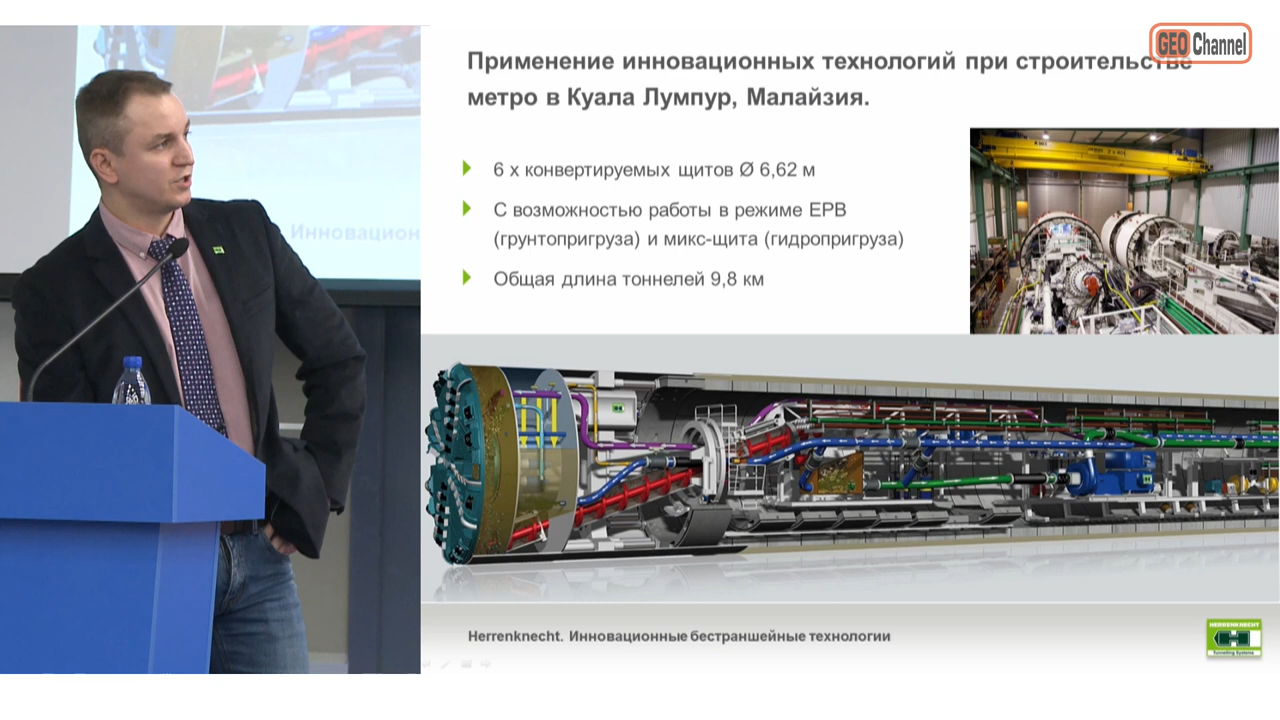 GEO Channel
Применение инновационных технологий при строительстве
метро в Куала Лумпур, Малайзия.
6 х конвертируемых щитов Ø 6,62 м
С возможностью работы в режиме EPB
(грунтопригруза) и микс-щита (гидропригруза)
Общая длина тоннелей 9,8 км
Инновацион
Herrenknecht. Инновационные бестраншейные технологии
HERRENKNECHT
Tunnelling Systems